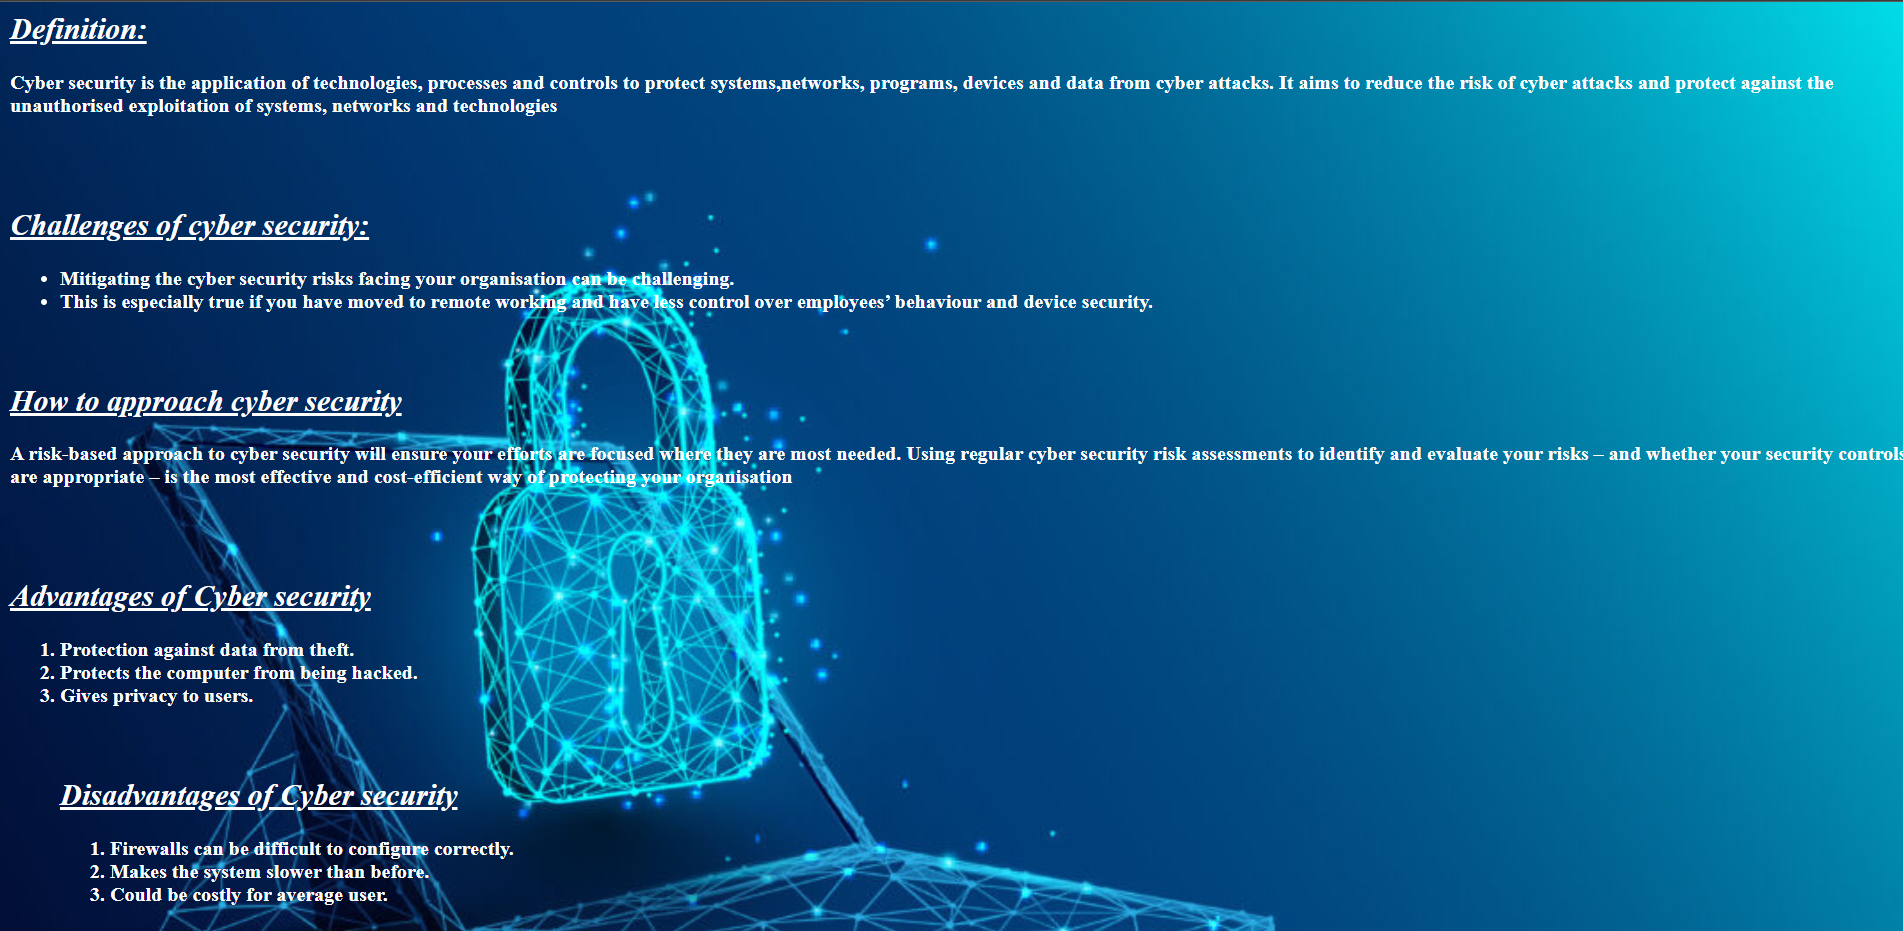 Definition:
Cyber security is the application of technologies, processes and controls to protect systems,networks, programs, devices and data from cyber attacks. It aims to reduce the risk of cyber attacks and protect against the
unauthorised exploitation of systems, networks and technologies
Challenges of cyber security:
• Mitigating the cyber security risks facing your organisation can be challenging.
• This is especially true if you have moved to remote working and have less control over employees’ behaviour and device security.
How to approach cyber security
A risk-based approach to cyber security will ensure your efforts are focused where they are most needed. Using regular cyber security risk assessments to identify and evaluate your risks – and whether your security controls
are appropriate – is the most effective and cost-efficient way of protecting your organisation
Advantages of Cyber security
1. Protection against data from theft.
2. Protects the computer from being hacked.
3. Gives privacy to users.
Disadvantages of Cyber security
1. Firewalls can be difficult to configure correctly.
2. Makes the system slower than before.
3. Could be costly for average user.